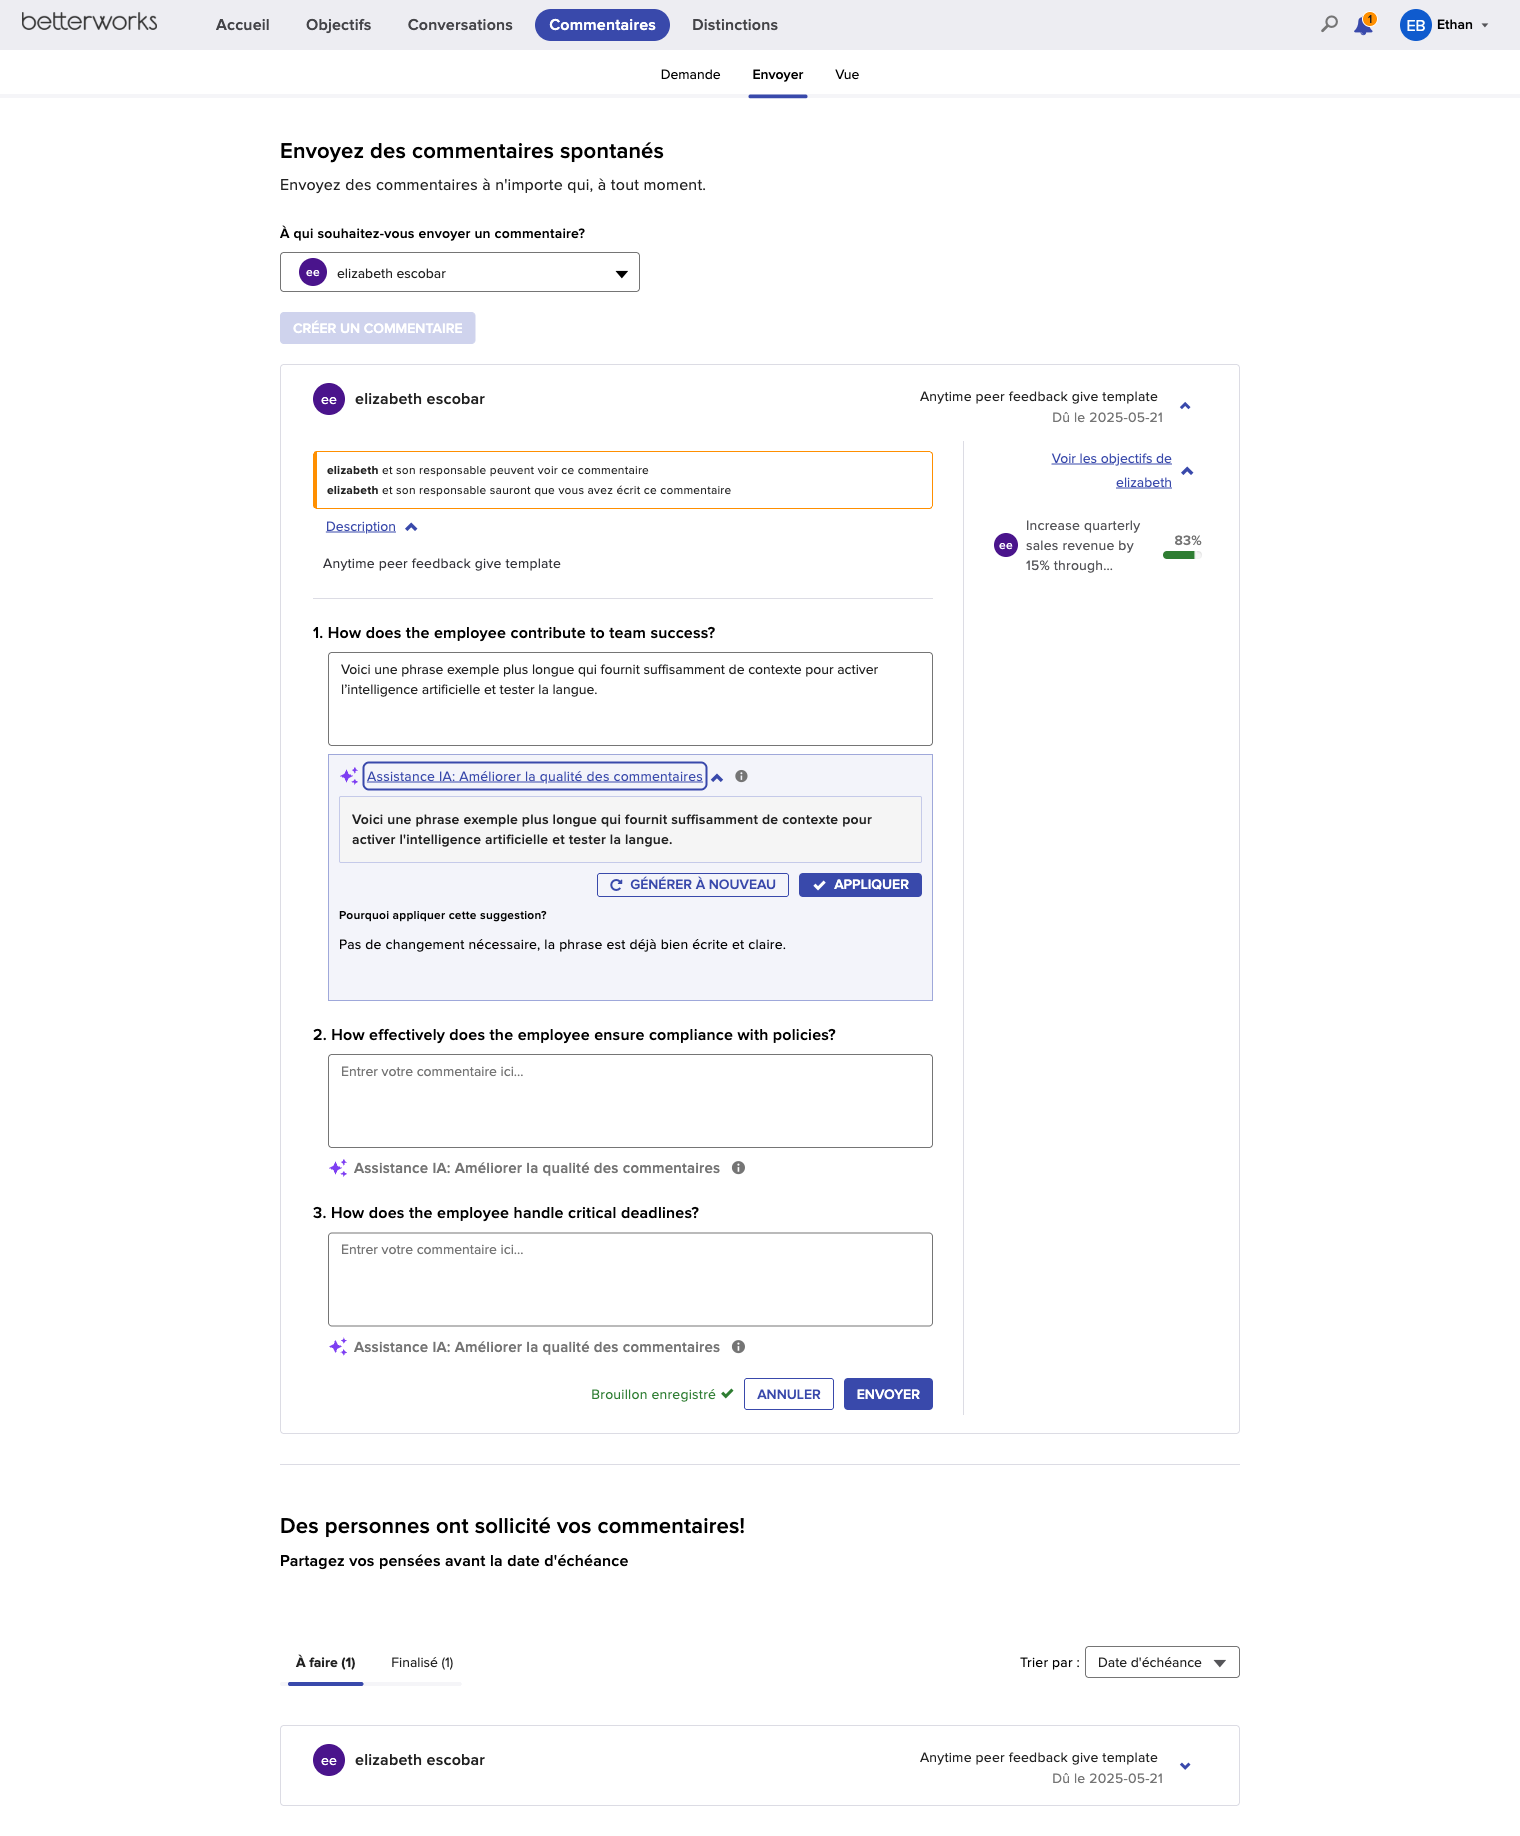 betterworks
Accueil
Objectifs
Conversations
Commentaires
Distinctions
1
EB
Ethan
Demande
Envoyer
Vue
Envoyez des commentaires spontanés
Envoyez des commentaires à n'importe qui, à tout moment.
À qui souhaitez-vous envoyer un commentaire?
ee
elizabeth escobar
CRÉER UN COMMENTAIRE
ee
elizabeth escobar
Anytime peer feedback give template
Dû le 2025-05-21
elizabeth et son responsable peuvent voir ce commentaire
elizabeth et son responsable sauront que vous avez écrit ce commentaire
Description
Anytime peer feedback give template
Voir les objectifs de
elizabeth
ee
Increase quarterly
sales revenue by
15% through...
83%
1. How does the employee contribute to team success?
Voici une phrase exemple plus longue qui fournit suffisamment de contexte pour activer
l'intelligence artificielle et tester la langue.
Assistance IA: Améliorer la qualité des commentaires
Voici une phrase exemple plus longue qui fournit suffisamment de contexte pour
activer l'intelligence artificielle et tester la langue.
GÉNÉRER À NOUVEAU
APPLIQUER
Pourquoi appliquer cette suggestion?
Pas de changement nécessaire, la phrase est déjà bien écrite et claire.
2. How effectively does the employee ensure compliance with policies?
Entrer votre commentaire ici...
Assistance IA: Améliorer la qualité des commentaires
3. How does the employee handle critical deadlines?
Entrer votre commentaire ici...
Assistance IA: Améliorer la qualité des commentaires
Brouillon enregistré
ANNULER
ENVOYER
Des personnes ont sollicité vos commentaires!
Partagez vos pensées avant la date d'échéance
À faire (1)
Finalisé (1)
Trier par :
Date d'échéance
ee
elizabeth escobar
Anytime peer feedback give template
Dû le 2025-05-21